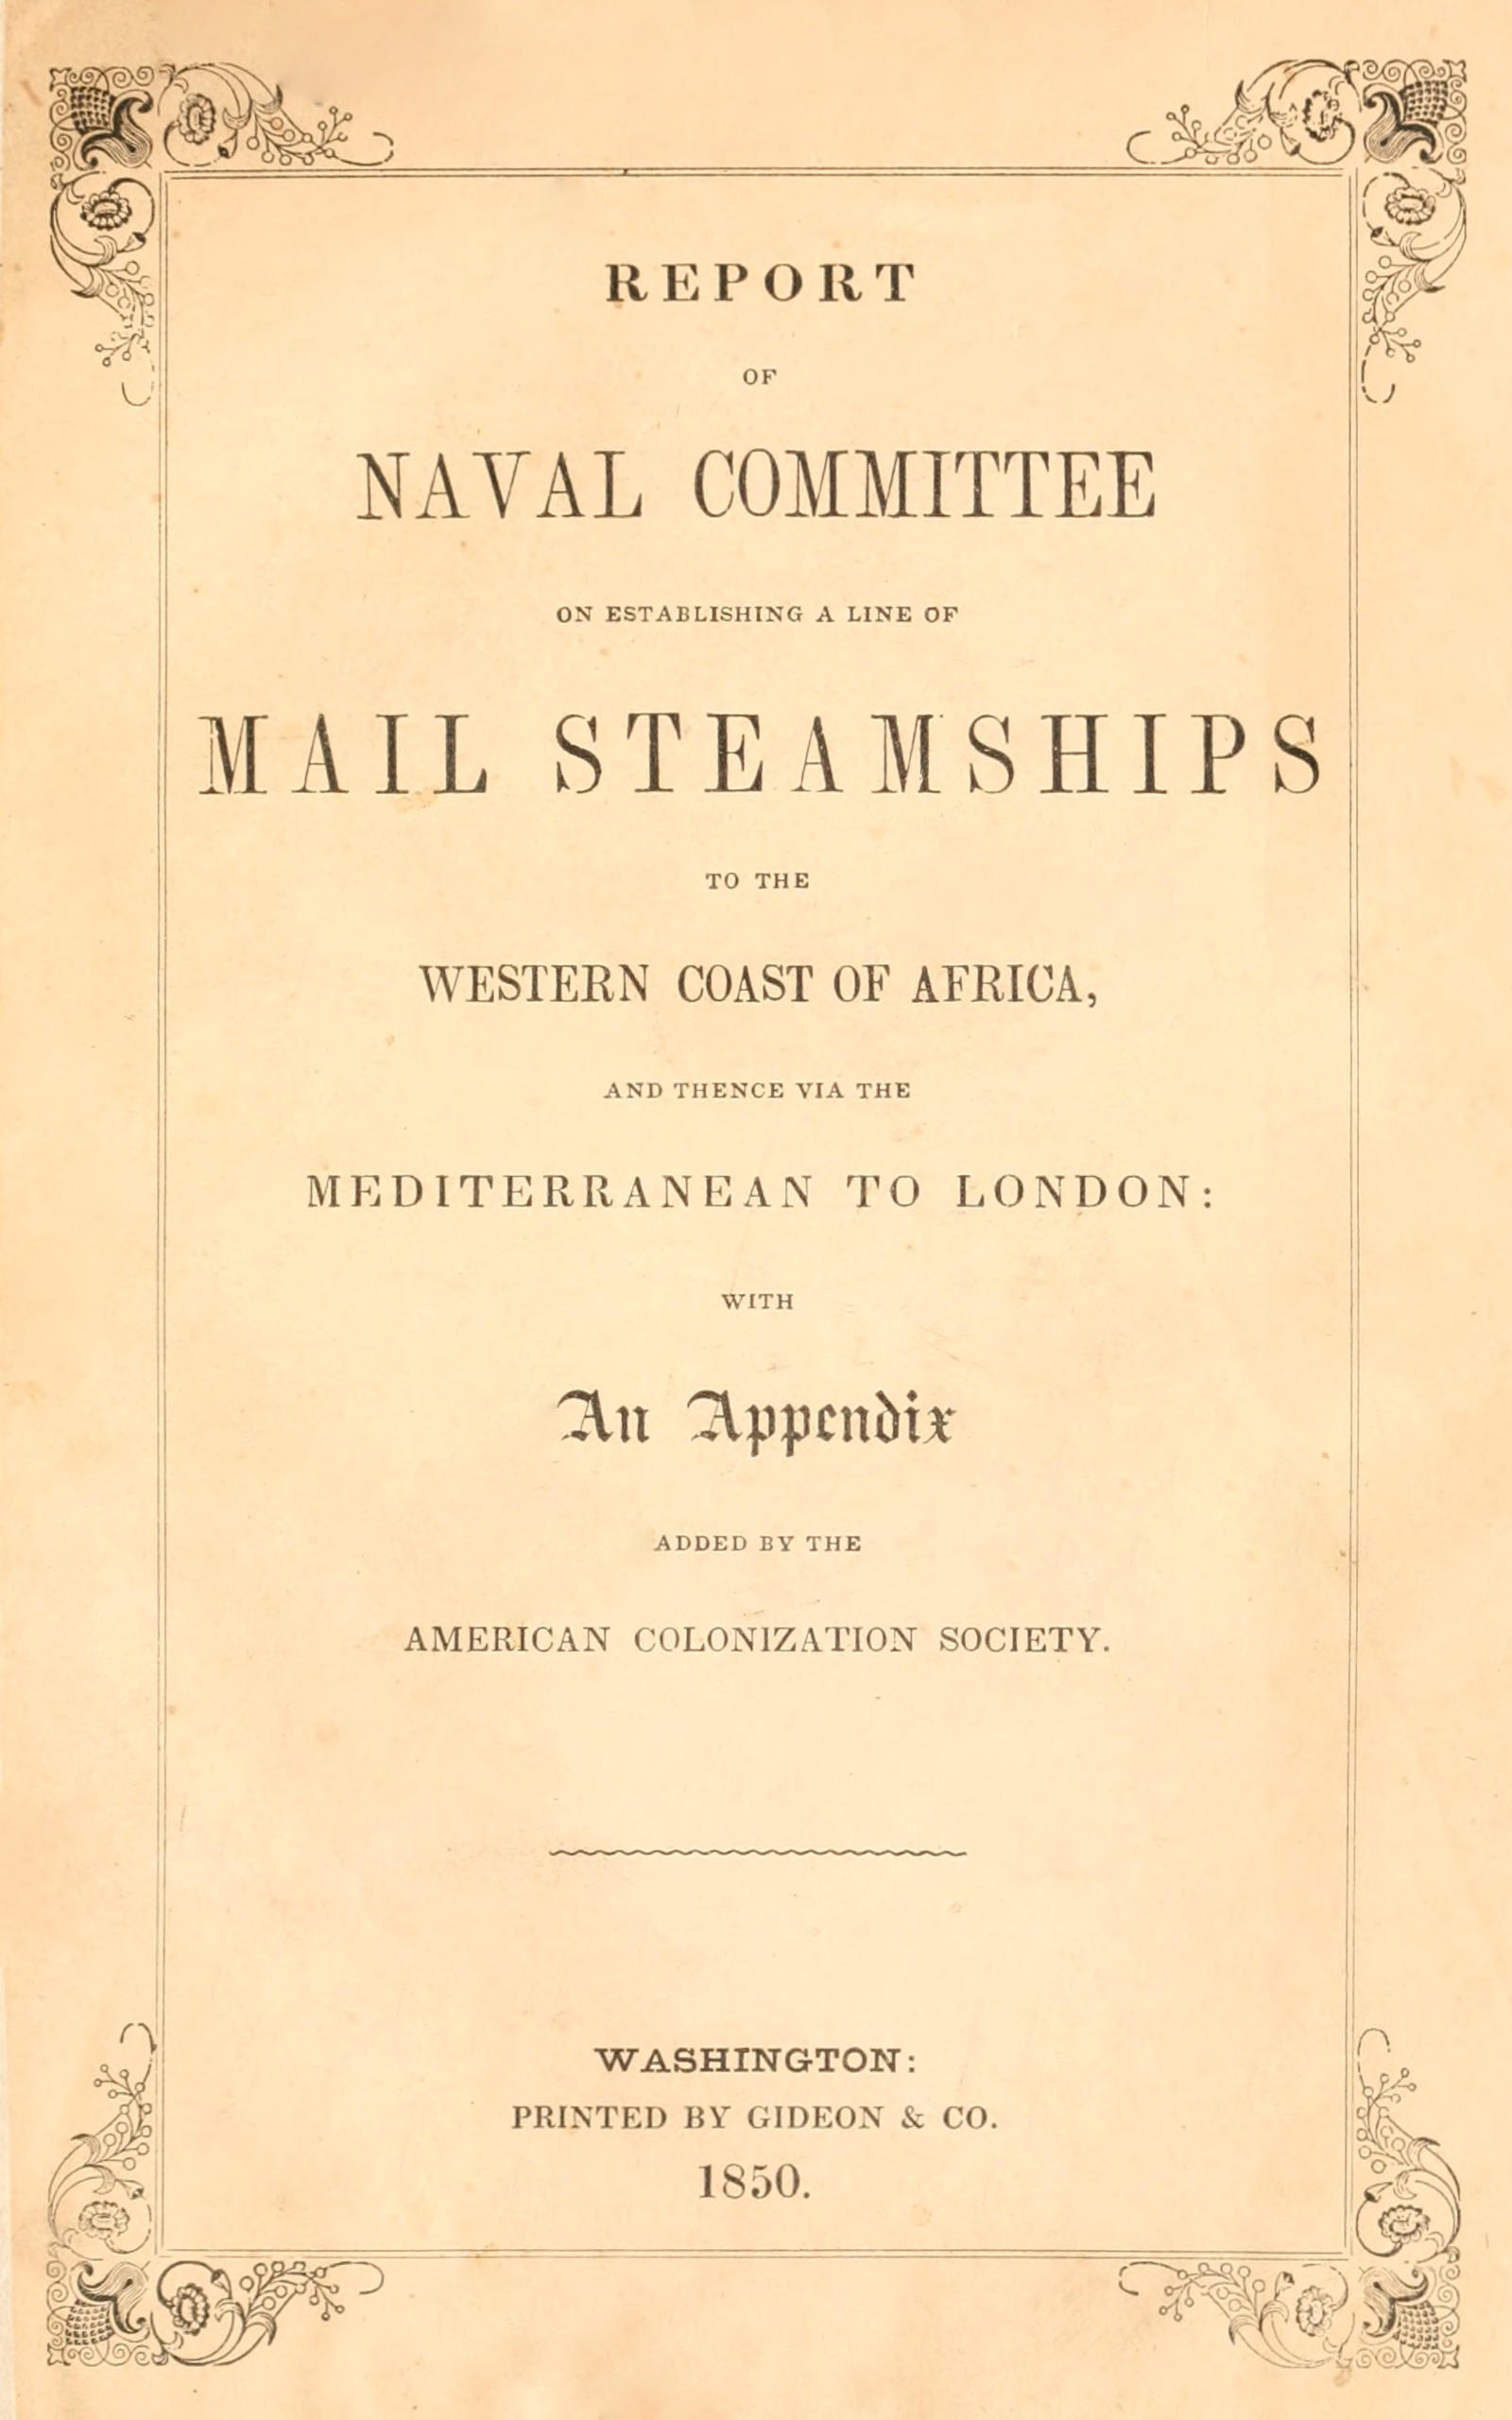 REPORT
OF
NAVAL COMMITTEE
ON ESTABLISHING A LINE OF
MAIL STEAMSHIPS
TO THE
WESTERN COAST OF AFRICA,
AND THENCE VIA THE
MEDITERRANEAN TO LONDON:
WITH
An Appendix
ADDED BY THE
AMERICAN COLONIZATION SOCIETY.
WASHINGTON:
PRINTED BY GIDEON & CO.
1850.